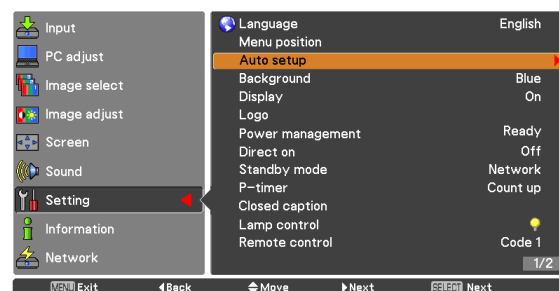 Input
PC adjust
Image select
Image adjust
Screen
Sound
Setting
Information
Network
Language English
Menu position
Auto setup
Background Blue
Display On
Logo
Power management Ready
Direct on Off
Standby mode Network
P-timer Count up
Closed caption
Lamp control
Remote control Code 1
1/2
MENU Exit Back Move Next SELECT Next